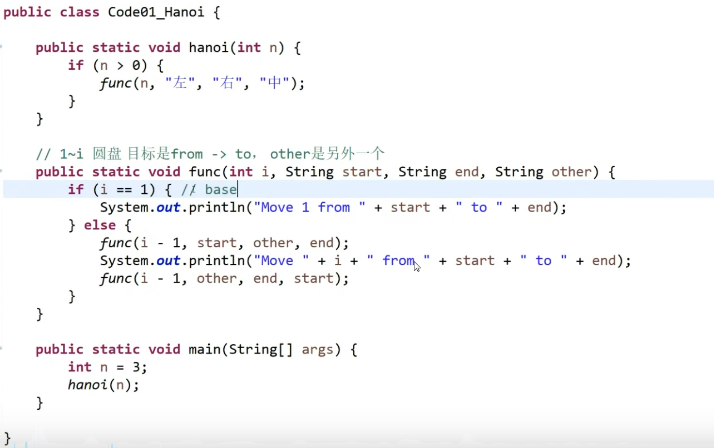 public class Code01_Hanoi {
public static void hanoi(int n) {
if (n > 0) {
func(n, "左", "右", "中");
}
}
// 1~i 圆盘 目标是from -> to, other是另外一个
public static void func(int i, String start, String end, String other) {
if (i == 1) { // base
System.out.println("Move 1 from " + start + " to " + end);
} else {
func(i - 1, start, other, end);
System.out.println("Move " + i + " from " + start + " to " + end);
func(i - 1, other, end, start);
}
}
public static void main(String[] args) {
int n = 3;
hanoi(n);
}
}